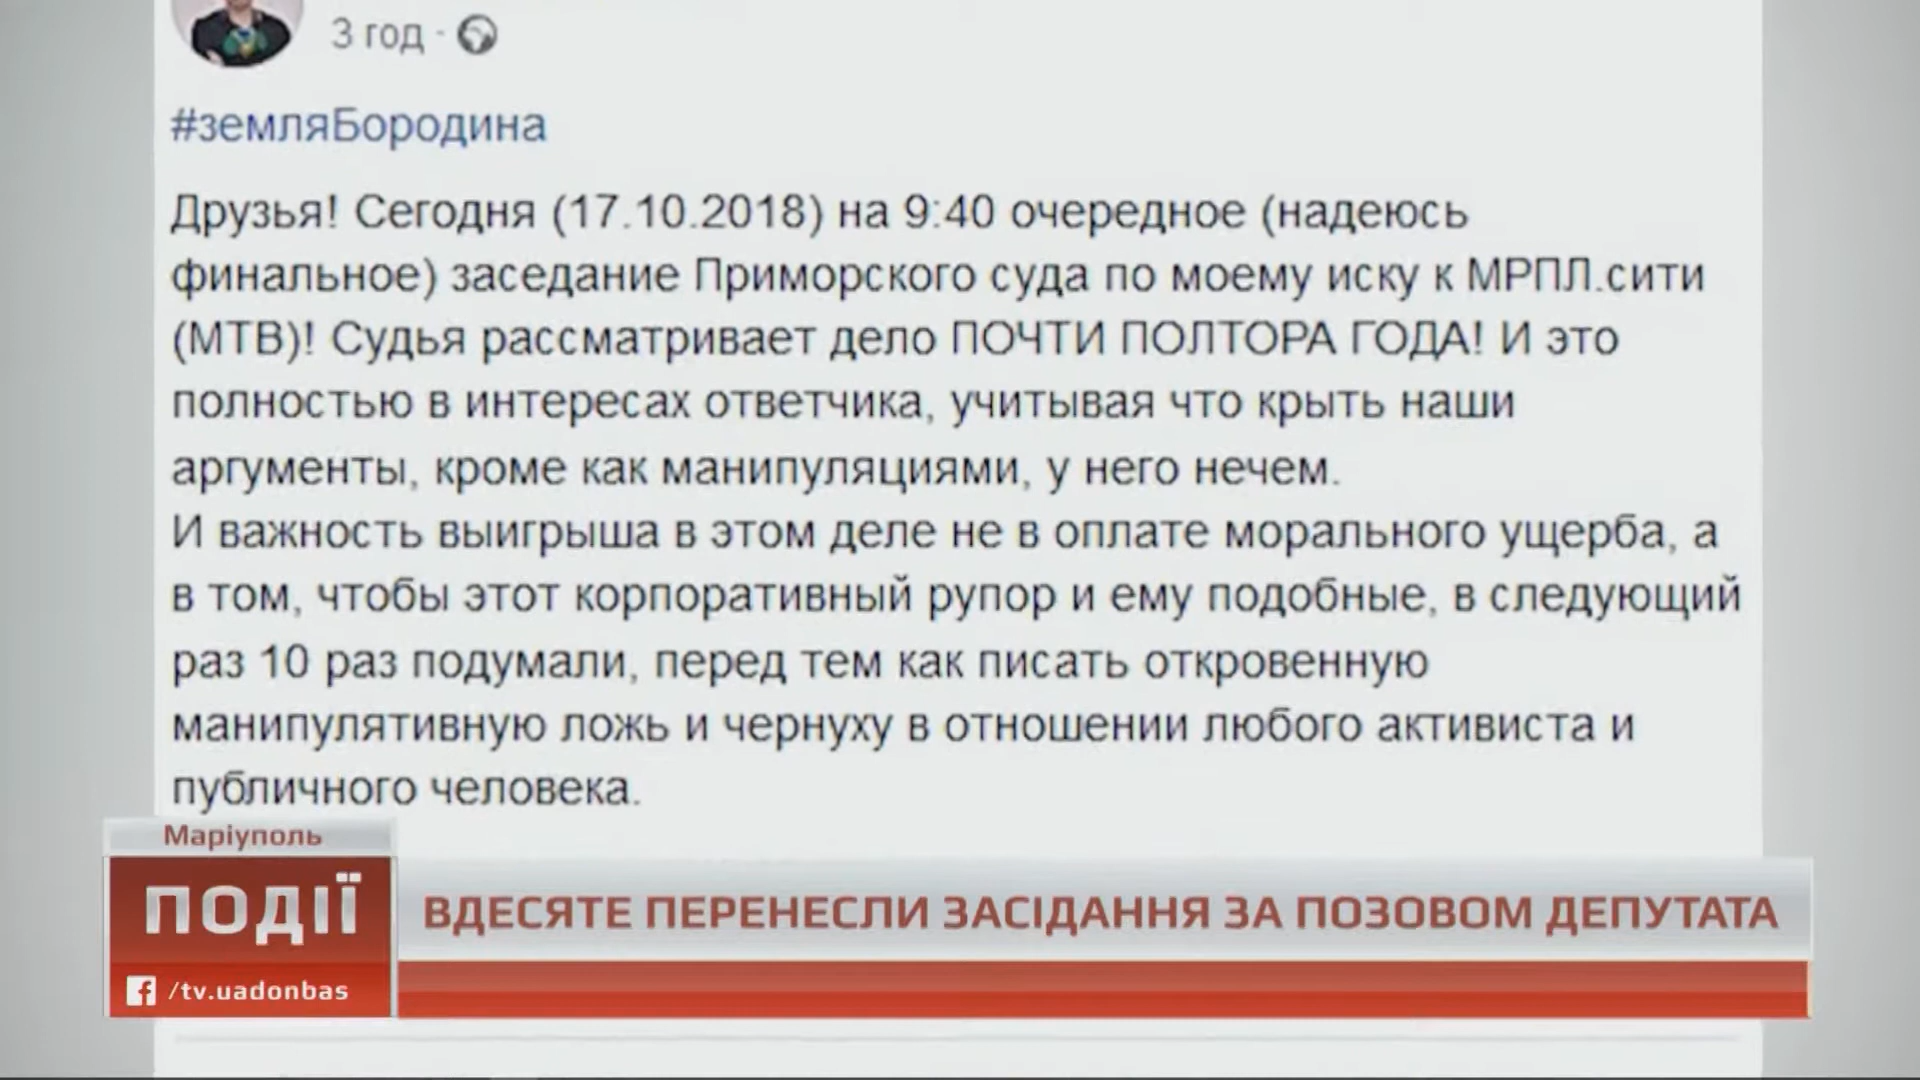 3 год ·
#земляБородина
Друзья! Сегодня (17.10.2018) на 9:40 очередное (надеюсь
финальное) заседание Приморского суда по моему иску к МРПЛ.сити
(МТВ)! Судья рассматривает дело ПОЧТИ ПОЛТОРА ГОДА! И это
полностью в интересах ответчика, учитывая что крыть наши
аргументы, кроме как манипуляциями, у него нечем.
И важность выигрыша в этом деле не в оплате морального ущерба, а
в том, чтобы этот корпоративный рупор и ему подобные, в следующий
раз 10 раз подумали, перед тем как писать откровенную
манипулятивную ложь и чернуху в отношении любого активиста и
публичного человека.
Маріуполь
ПОДІЇ
ВДЕСЯТЕ ПЕРЕНЕСЛИ ЗАСІДАННЯ ЗА ПОЗОВОМ ДЕПУТАТА
/tv.uadonbas